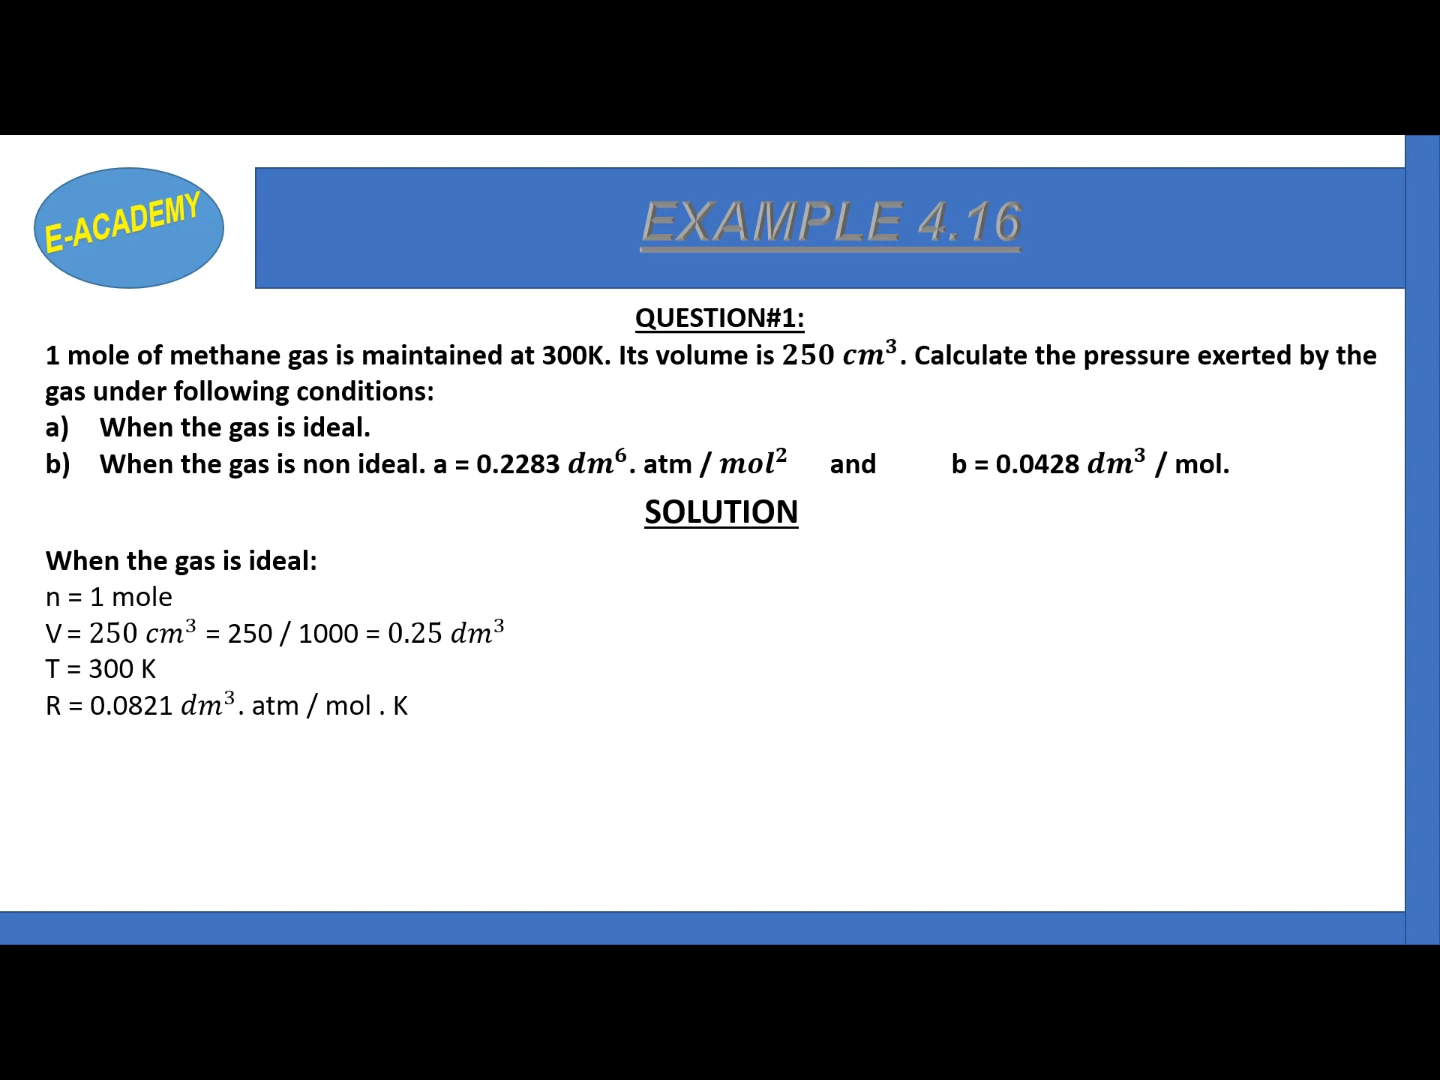 E-ACADEMY
EXAMPLE 4.16
QUESTION#1:
1 mole of methane gas is maintained at 300K. Its volume is 250 cm³. Calculate the pressure exerted by the
gas under following conditions:
a) When the gas is ideal.
b) When the gas is non ideal. a = 0.2283 dm⁶. atm / mol² and b = 0.0428 dm³ / mol.
SOLUTION
When the gas is ideal:
n = 1 mole
V = 250 cm³ = 250 / 1000 = 0.25 dm³
T = 300 K
R = 0.0821 dm³. atm / mol . K